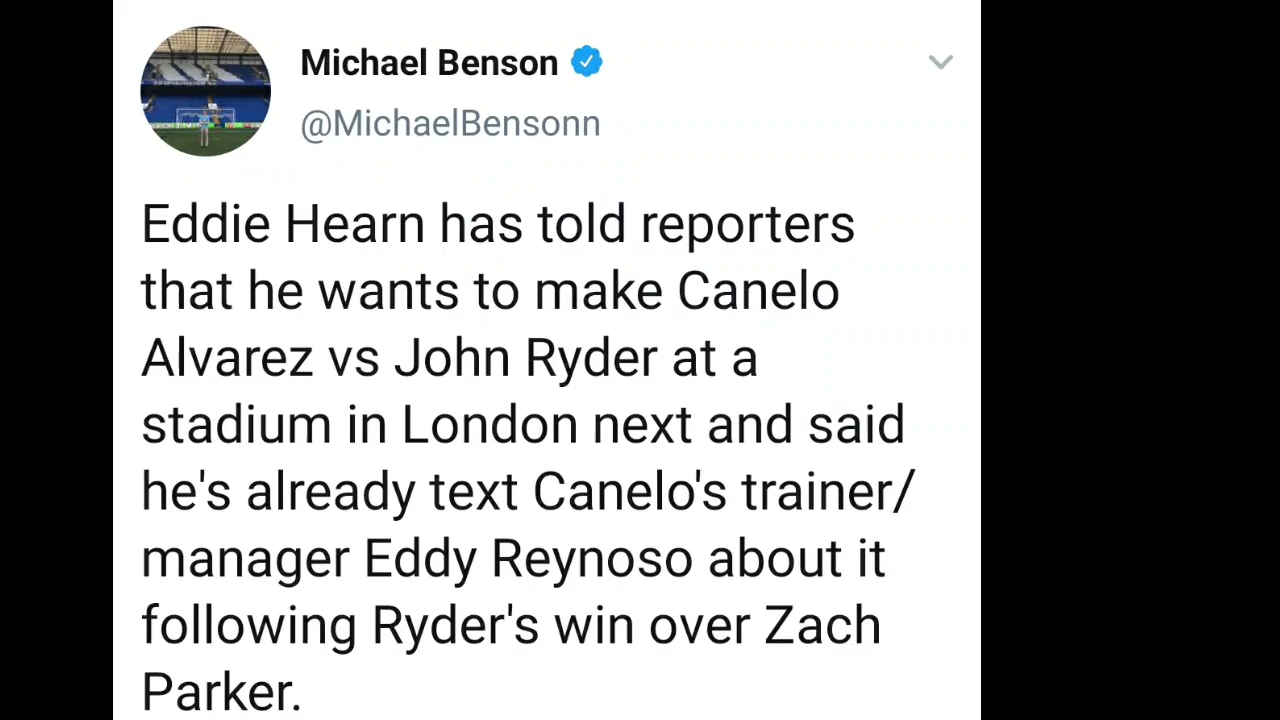 Michael Benson
@MichaelBensonn
Eddie Hearn has told reporters
that he wants to make Canelo
Alvarez vs John Ryder at a
stadium in London next and said
he's already text Canelo's trainer/
manager Eddy Reynoso about it
following Ryder's win over Zach
Parker.